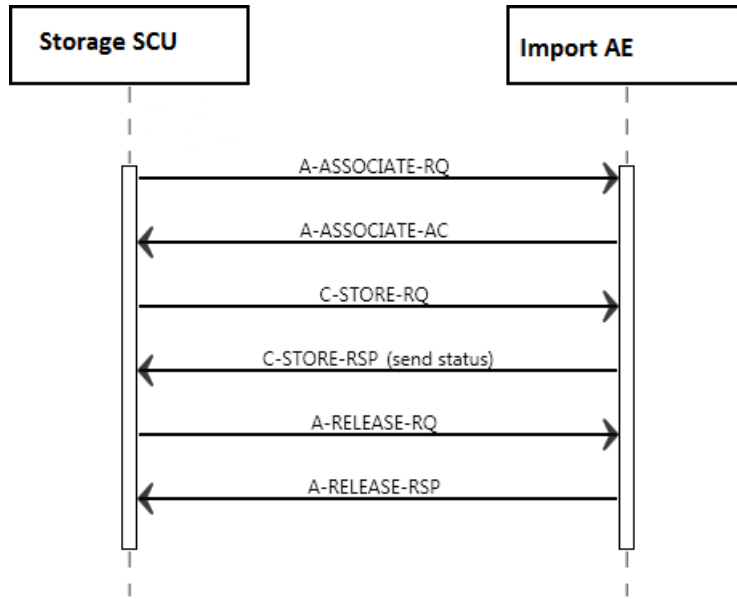 Storage SCU
Import AE
A-ASSOCIATE-RQ
A-ASSOCIATE-AC
C-STORE-RQ
C-STORE-RSP (send status)
A-RELEASE-RQ
A-RELEASE-RSP